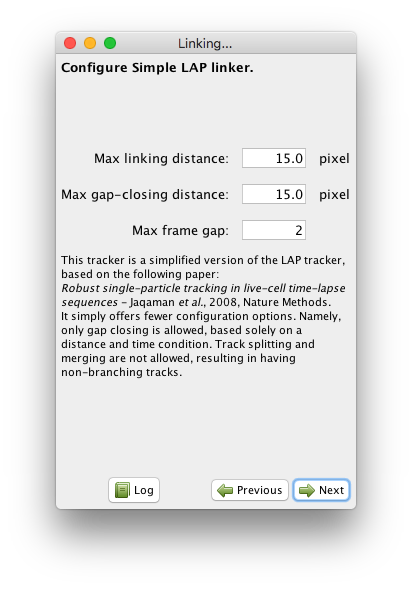 Linking...
Configure Simple LAP linker.
Max linking distance: 15.0 pixel
Max gap-closing distance: 15.0 pixel
Max frame gap: 2
This tracker is a simplified version of the LAP tracker,
based on the following paper:
Robust single-particle tracking in live-cell time-lapse
sequences - Jaqaman et al., 2008, Nature Methods.
It simply offers fewer configuration options. Namely,
only gap closing is allowed, based solely on a
distance and time condition. Track splitting and
merging are not allowed, resulting in having
non-branching tracks.
Log Previous Next